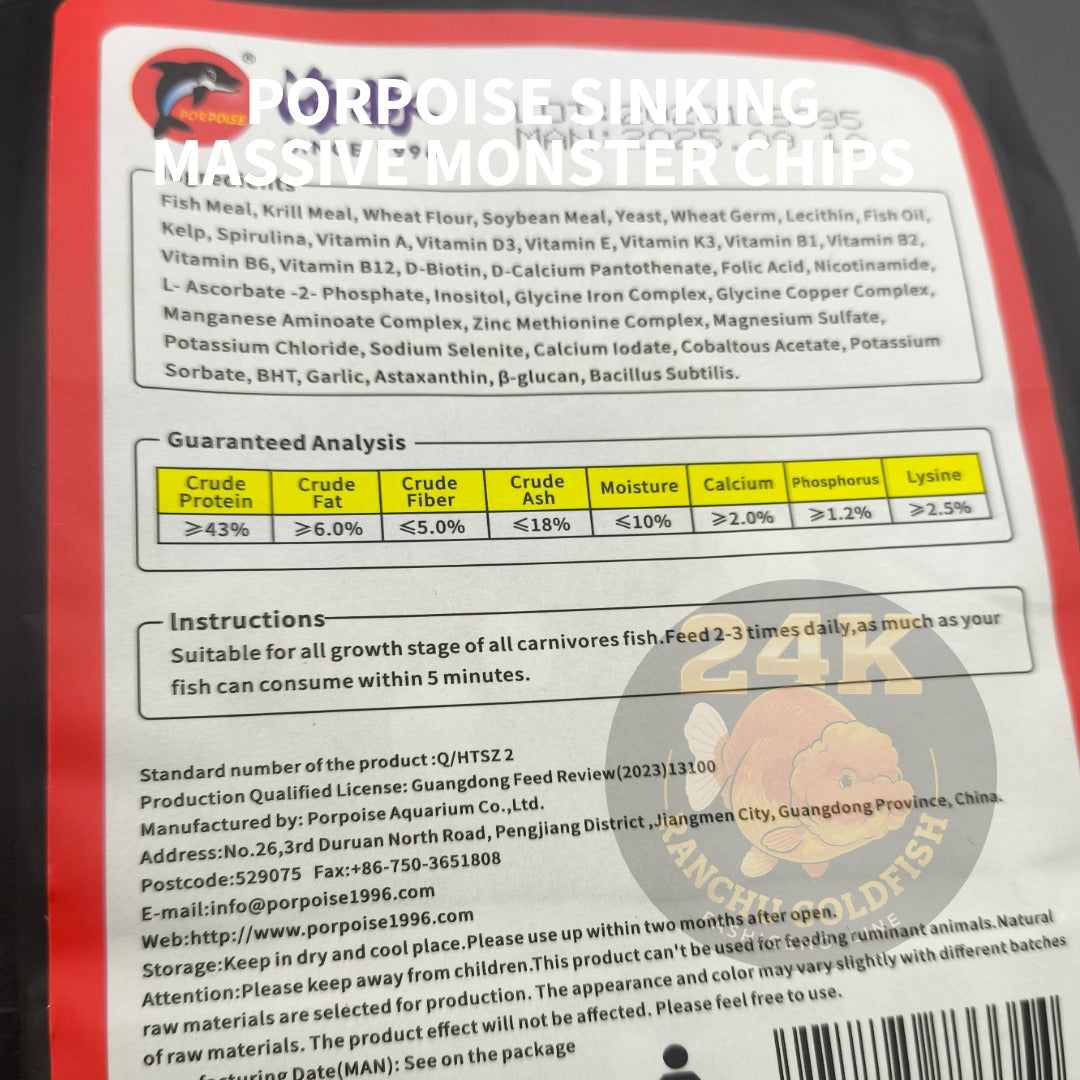 PORPOISE SINKING
MASSIVE MONSTER CHIPS
®
PORPOISE
MAN: 2025.09.10
Fish Meal, Krill Meal, Wheat Flour, Soybean Meal, Yeast, Wheat Germ, Lecithin, Fish Oil,
Kelp, Spirulina, Vitamin A, Vitamin D3, Vitamin E, Vitamin K3, Vitamin B1, Vitamin B2,
Vitamin B6, Vitamin B12, D-Biotin, D-Calcium Pantothenate, Folic Acid, Nicotinamide,
L- Ascorbate -2- Phosphate, Inositol, Glycine Iron Complex, Glycine Copper Complex,
Manganese Aminoate Complex, Zinc Methionine Complex, Magnesium Sulfate,
Potassium Chloride, Sodium Selenite, Calcium Iodate, Cobaltous Acetate, Potassium
Sorbate, BHT, Garlic, Astaxanthin, β-glucan, Bacillus Subtilis.
Guaranteed Analysis
Crude Protein Crude Fat Crude Fiber Crude Ash Moisture Calcium Phosphorus Lysine
⩾43% ⩾6.0% ⩽5.0% ⩽18% ⩽10% ⩾2.0% ⩾1.2% ⩾2.5%
Instructions
Suitable for all growth stage of all carnivores fish.Feed 2-3 times daily,as much as your
fish can consume within 5 minutes.
24K
RANCHU GOLDFISH
Standard number of the product :Q/HTSZ 2
Production Qualified License: Guangdong Feed Review(2023)13100
Manufactured by: Porpoise Aquarium Co.,Ltd.
Address:No.26,3rd Duruan North Road, Pengjiang District ,Jiangmen City, Guangdong Province, China.
Postcode:529075 Fax:+86-750-3651808
E-mail:info@porpoise1996.com
Web:http://www.porpoise1996.com
Storage:Keep in dry and cool place.Please use up within two months after open.
Attention:Please keep away from children.This product can't be used for feeding ruminant animals.Natural
raw materials are selected for production. The appearance and color may vary slightly with different batches
of raw materials. The product effect will not be affected. Please feel free to use.
Date(MAN): See on the package